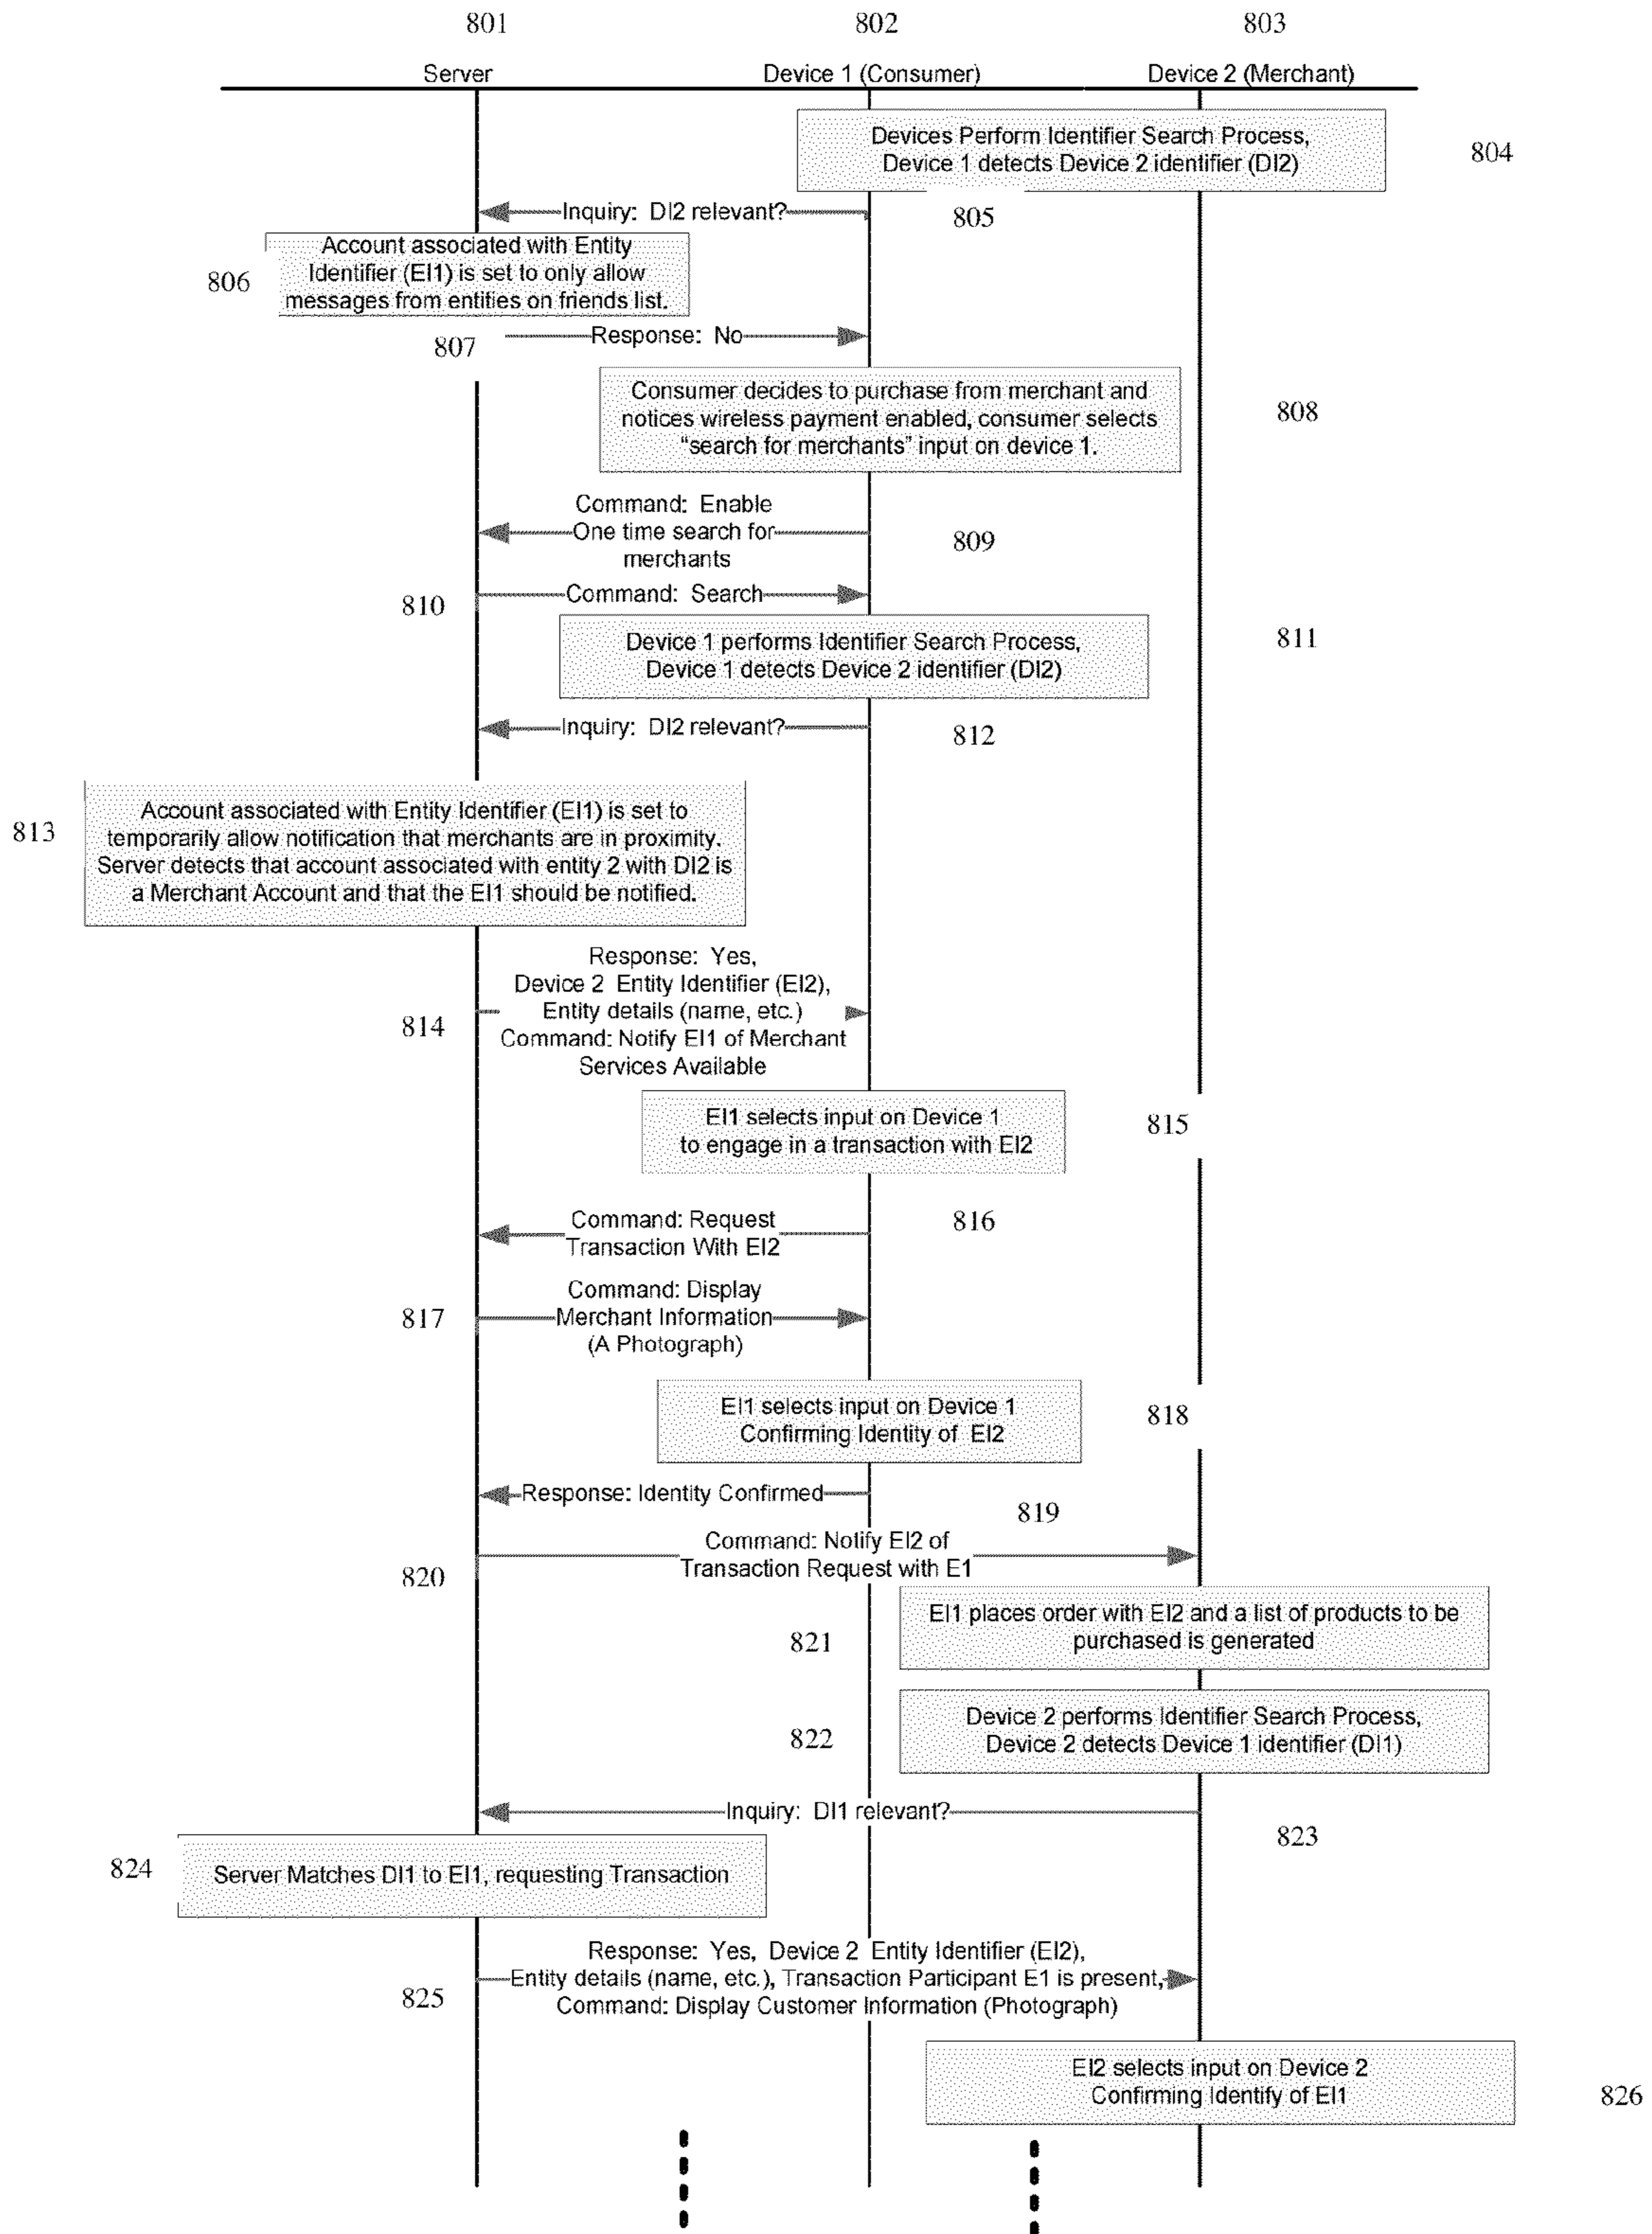 801
802
803
Server
Device 1 (Consumer)
Device 2 (Merchant)
Devices Perform Identifier Search Process,
Device 1 detects Device 2 identifier (DI2)
804
Inquiry: DI2 relevant?
805
Account associated with Entity
Identifier (EI1) is set to only allow
messages from entities on friends list.
806
Response: No
807
Consumer decides to purchase from merchant and
notices wireless payment enabled, consumer selects
“search for merchants” input on device 1.
808
Command: Enable
One time search for
merchants
809
Command: Search
810
Device 1 performs Identifier Search Process,
Device 1 detects Device 2 identifier (DI2)
811
Inquiry: DI2 relevant?
812
Account associated with Entity Identifier (EI1) is set to
temporarily allow notification that merchants are in proximity.
Server detects that account associated with entity 2 with DI2 is
a Merchant Account and that the EI1 should be notified.
813
Response: Yes,
Device 2 Entity Identifier (EI2),
Entity details (name, etc.)
Command: Notify EI1 of Merchant
Services Available
814
EI1 selects input on Device 1
to engage in a transaction with EI2
815
Command: Request
Transaction With EI2
816
Command: Display
Merchant Information
(A Photograph)
817
EI1 selects input on Device 1
Confirming Identity of EI2
818
Response: Identity Confirmed
819
Command: Notify EI2 of
Transaction Request with E1
820
EI1 places order with EI2 and a list of products to be
purchased is generated
821
Device 2 performs Identifier Search Process,
Device 2 detects Device 1 identifier (DI1)
822
Inquiry: DI1 relevant?
823
Server Matches DI1 to EI1, requesting Transaction
824
Response: Yes, Device 2 Entity Identifier (EI2),
Entity details (name, etc.), Transaction Participant E1 is present,
Command: Display Customer Information (Photograph)
825
EI2 selects input on Device 2
Confirming Identify of EI1
826